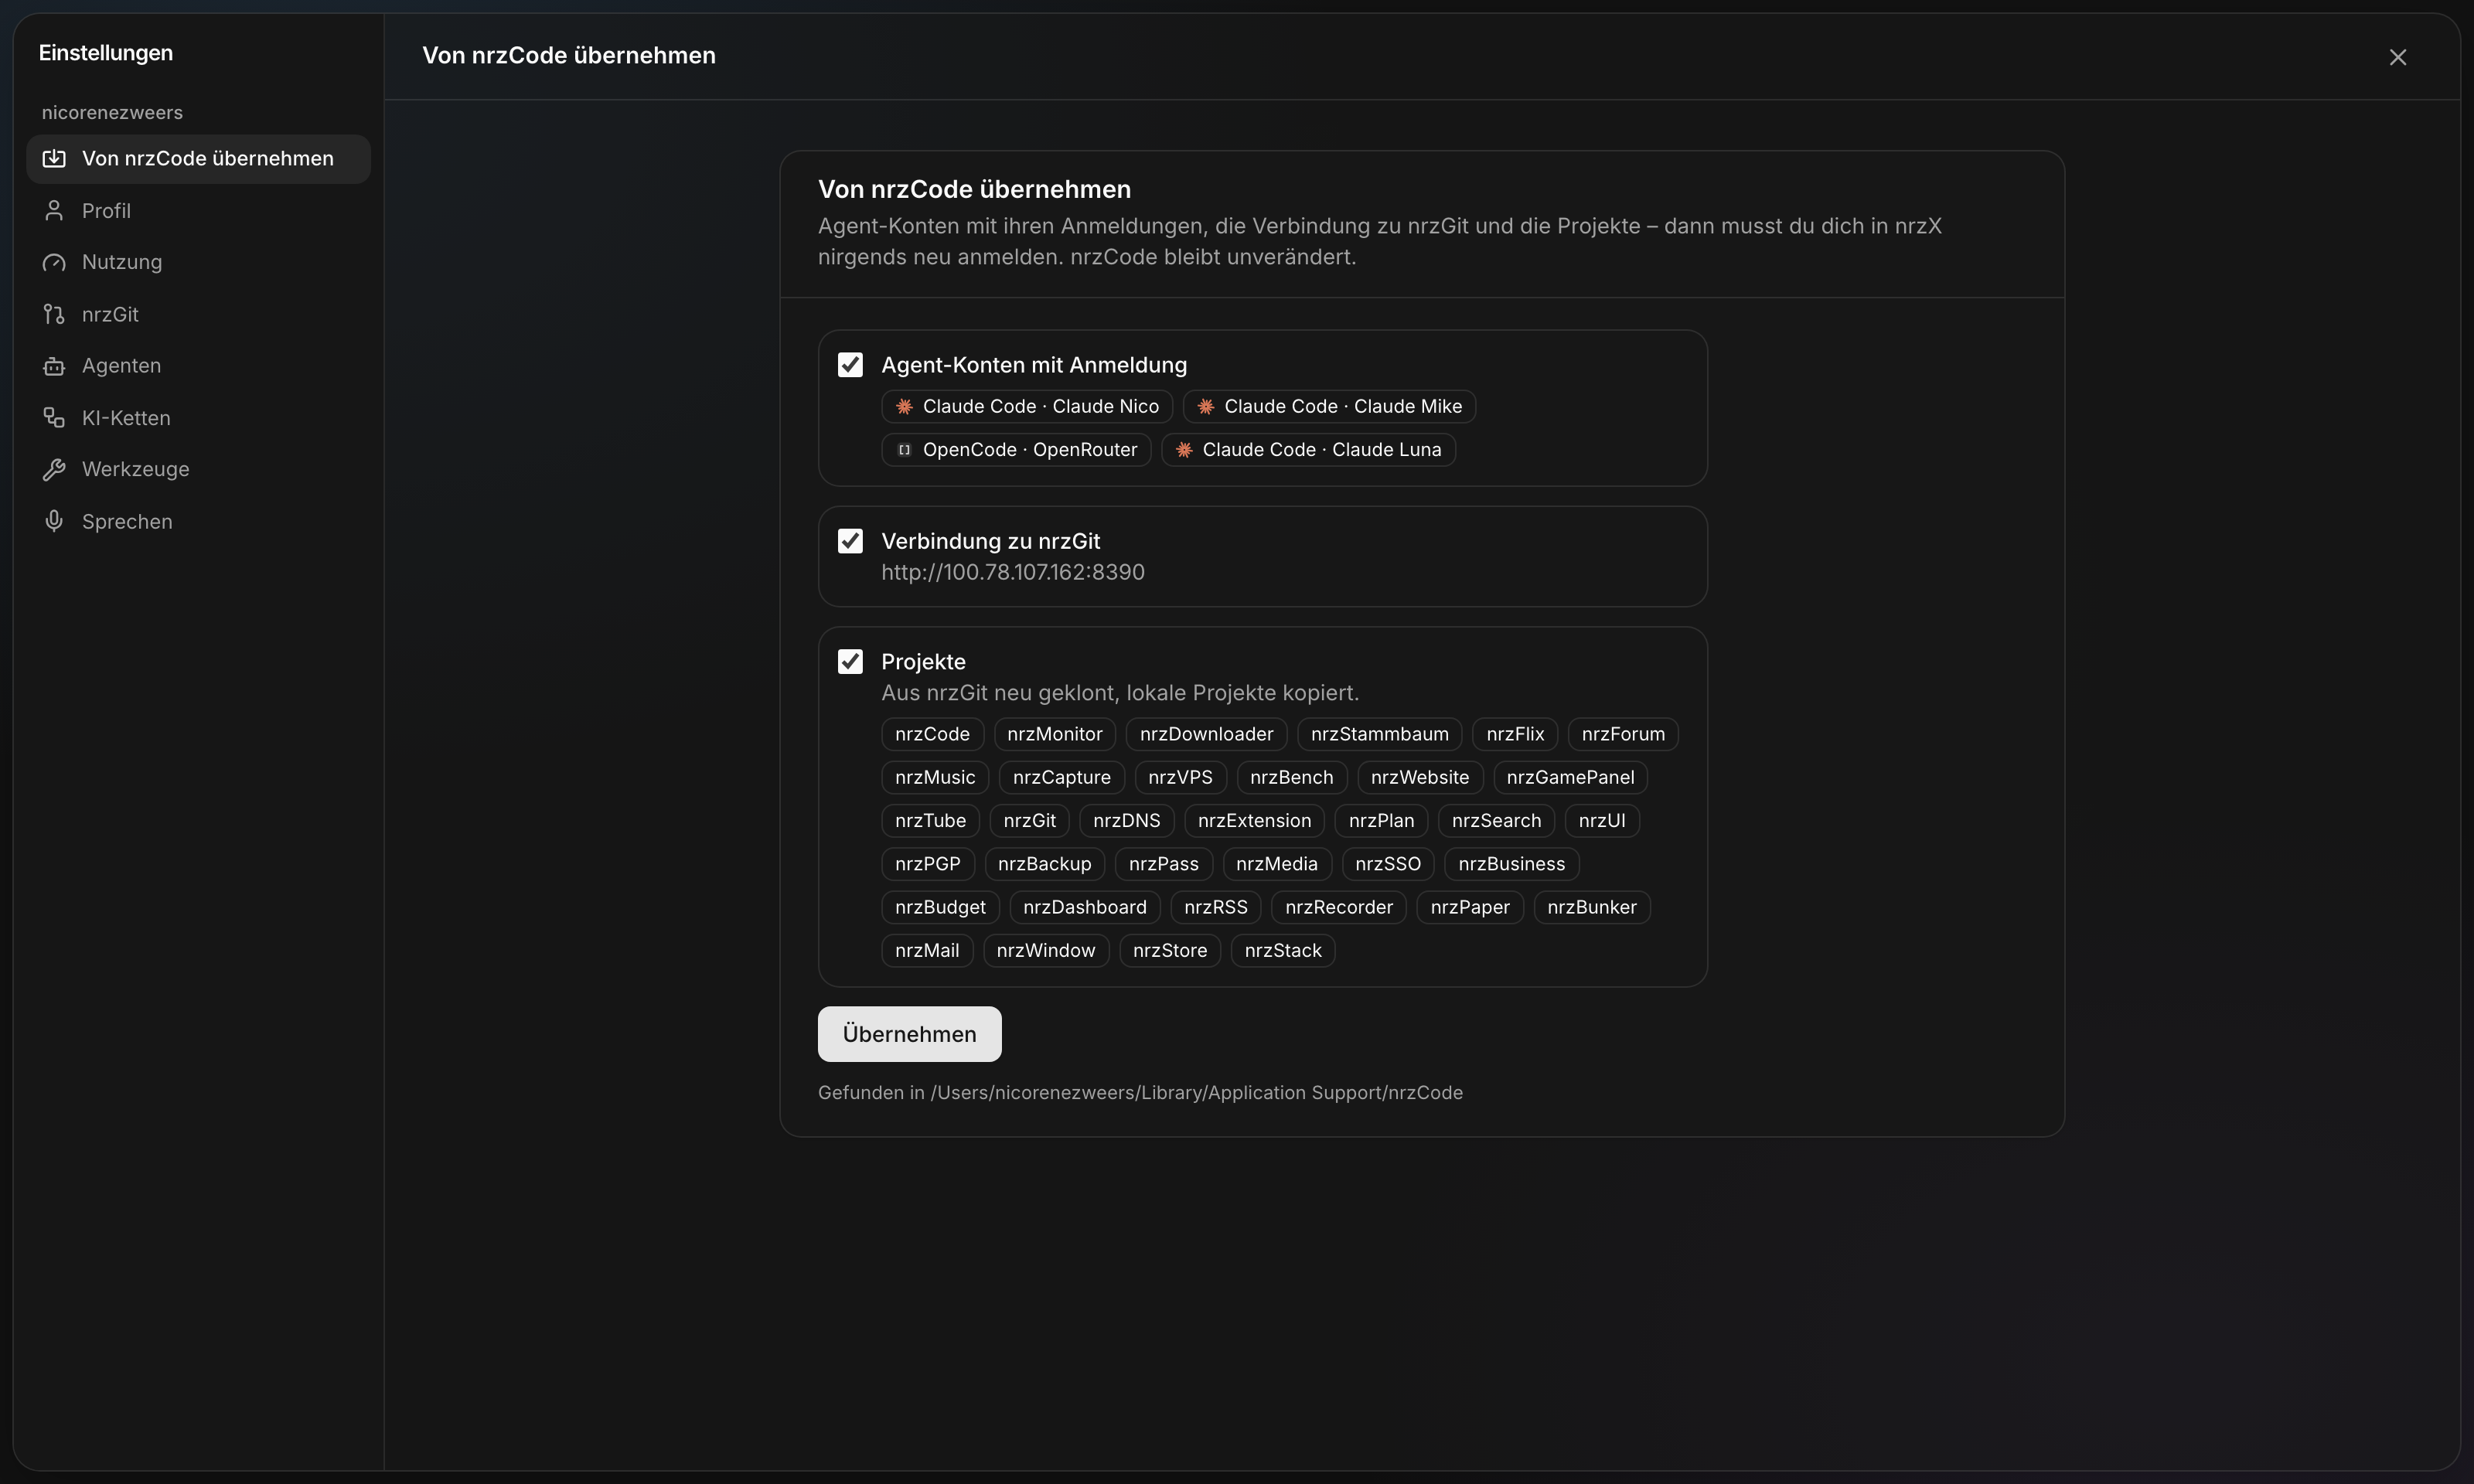 Einstellungen
nicorenezweers
Von nrzCode übernehmen
Profil
Nutzung
nrzGit
Agenten
KI-Ketten
Werkzeuge
Sprechen
Von nrzCode übernehmen
Von nrzCode übernehmen
Agent-Konten mit ihren Anmeldungen, die Verbindung zu nrzGit und die Projekte – dann musst du dich in nrzX
nirgends neu anmelden. nrzCode bleibt unverändert.
Agent-Konten mit Anmeldung
Claude Code · Claude Nico Claude Code · Claude Mike
OpenCode · OpenRouter Claude Code · Claude Luna
Verbindung zu nrzGit
http://100.78.107.162:8390
Projekte
Aus nrzGit neu geklont, lokale Projekte kopiert.
nrzCode nrzMonitor nrzDownloader nrzStammbaum nrzFlix nrzForum
nrzMusic nrzCapture nrzVPS nrzBench nrzWebsite nrzGamePanel
nrzTube nrzGit nrzDNS nrzExtension nrzPlan nrzSearch nrzUI
nrzPGP nrzBackup nrzPass nrzMedia nrzSSO nrzBusiness
nrzBudget nrzDashboard nrzRSS nrzRecorder nrzPaper nrzBunker
nrzMail nrzWindow nrzStore nrzStack
Übernehmen
Gefunden in /Users/nicorenezweers/Library/Application Support/nrzCode